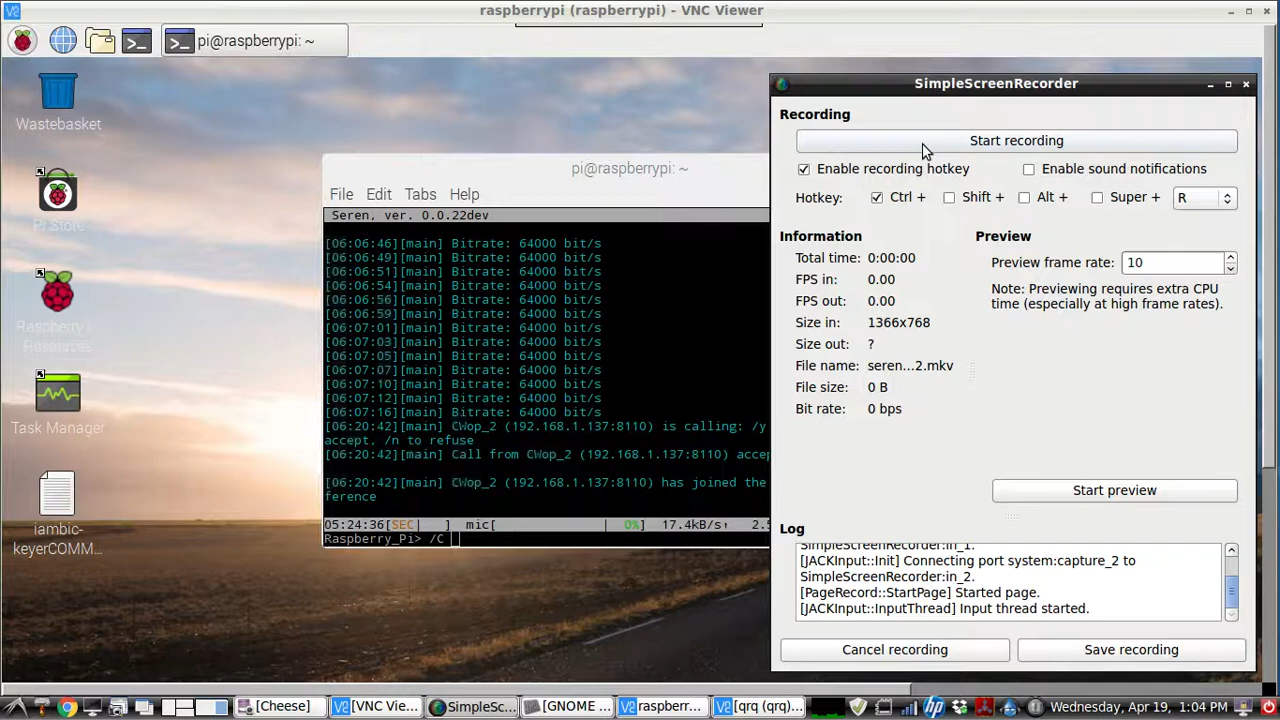 raspberrypi (raspberrypi) - VNC Viewer
pi@raspberrypi: ~
Wastebasket
Pi Store
Raspberry
Resources
Task Manager
iambic-
keyerCOMM...
pi@raspberrypi: ~
File Edit Tabs Help
Seren, ver. 0.0.22dev
[06:06:46][main] Bitrate: 64000 bit/s
[06:06:49][main] Bitrate: 64000 bit/s
[06:06:51][main] Bitrate: 64000 bit/s
[06:06:54][main] Bitrate: 64000 bit/s
[06:06:56][main] Bitrate: 64000 bit/s
[06:06:59][main] Bitrate: 64000 bit/s
[06:07:01][main] Bitrate: 64000 bit/s
[06:07:03][main] Bitrate: 64000 bit/s
[06:07:05][main] Bitrate: 64000 bit/s
[06:07:07][main] Bitrate: 64000 bit/s
[06:07:10][main] Bitrate: 64000 bit/s
[06:07:12][main] Bitrate: 64000 bit/s
[06:07:16][main] Bitrate: 64000 bit/s
[06:20:42][main] CWop_2 (192.168.1.137:8110) is calling: /y
accept, /n to refuse
[06:20:42][main] Call from CWop_2 (192.168.1.137:8110) acce
[06:20:42][main] CWop_2 (192.168.1.137:8110) has joined the
ference
05:24:36[SEC| ] mic[ | 0%] 17.4kB/s↑ 2.5
Raspberry_Pi> /C
SimpleScreenRecorder
Recording
Start recording
Enable recording hotkey Enable sound notifications
Hotkey: Ctrl + Shift + Alt + Super + R
Information
Total time: 0:00:00
FPS in: 0.00
FPS out: 0.00
Size in: 1366x768
Size out: ?
File name: seren...2.mkv
File size: 0 B
Bit rate: 0 bps
Preview
Preview frame rate: 10
Note: Previewing requires extra CPU
time (especially at high frame rates).
Start preview
Log
SimpleScreenRecorder:in_1.
[JACKInput::Init] Connecting port system:capture_2 to
SimpleScreenRecorder:in_2.
[PageRecord::StartPage] Started page.
[JACKInput::InputThread] Input thread started.
Cancel recording Save recording
[Cheese] [VNC Vie... SimpleSc... [GNOME ... raspberr... [qrq (qrq)... Wednesday, Apr 19, 1:04 PM